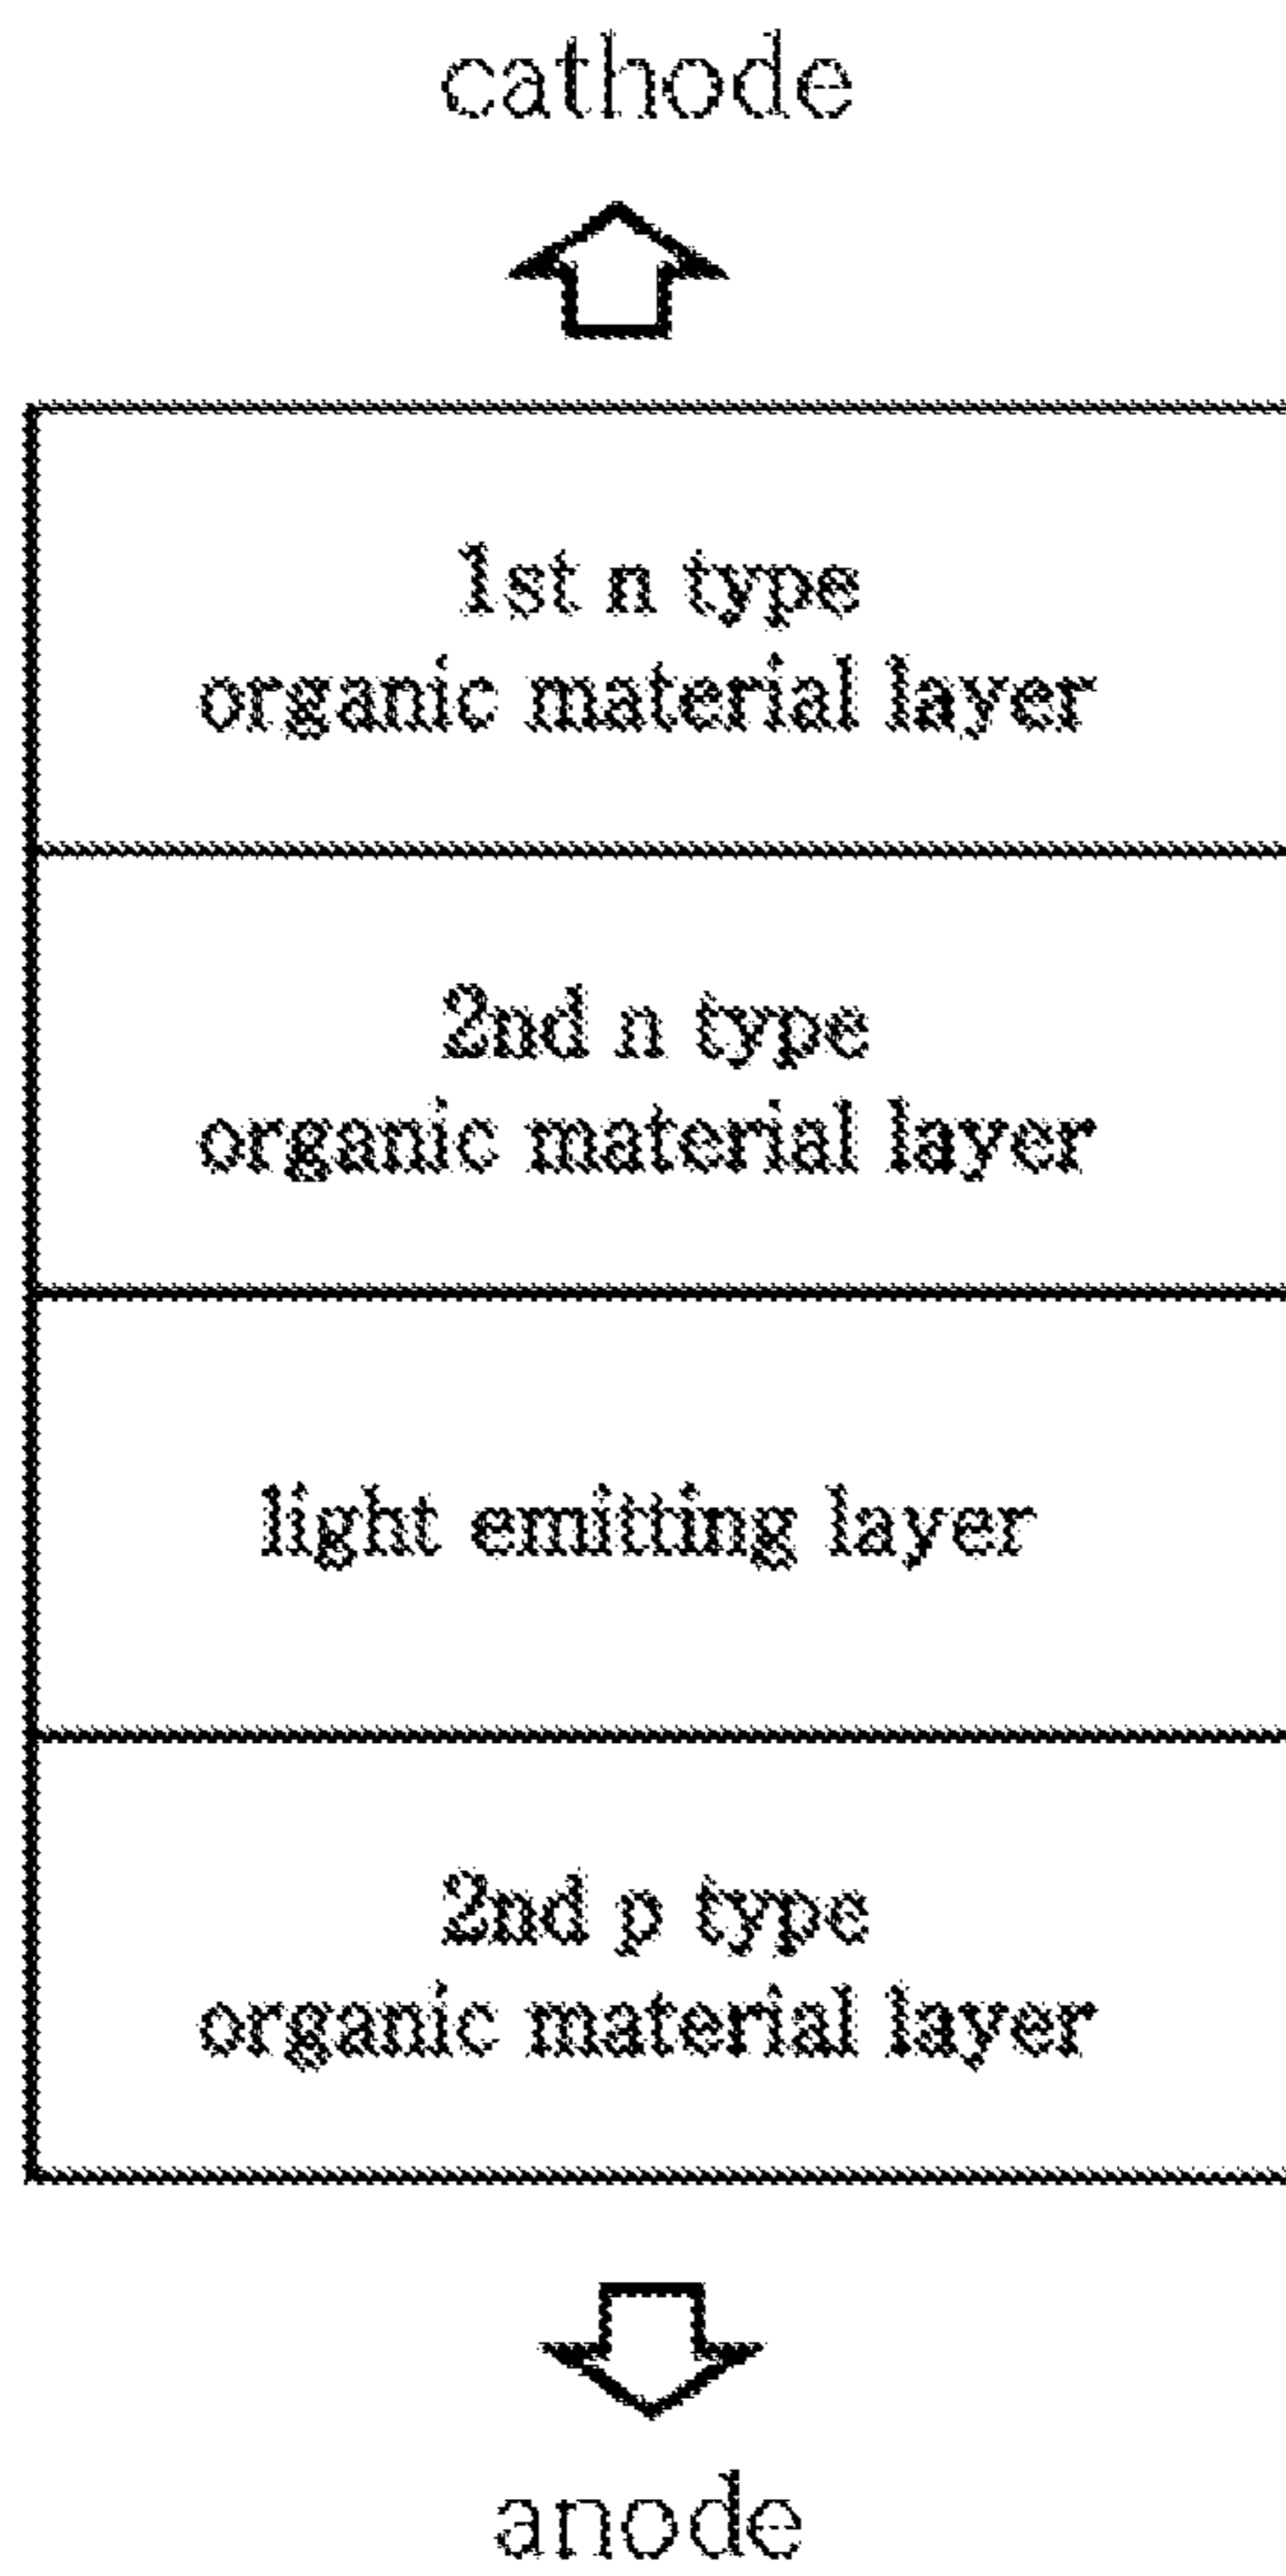 cathode
1st n type
organic material layer
2nd n type
organic material layer
light emitting layer
2nd p type
organic material layer
anode